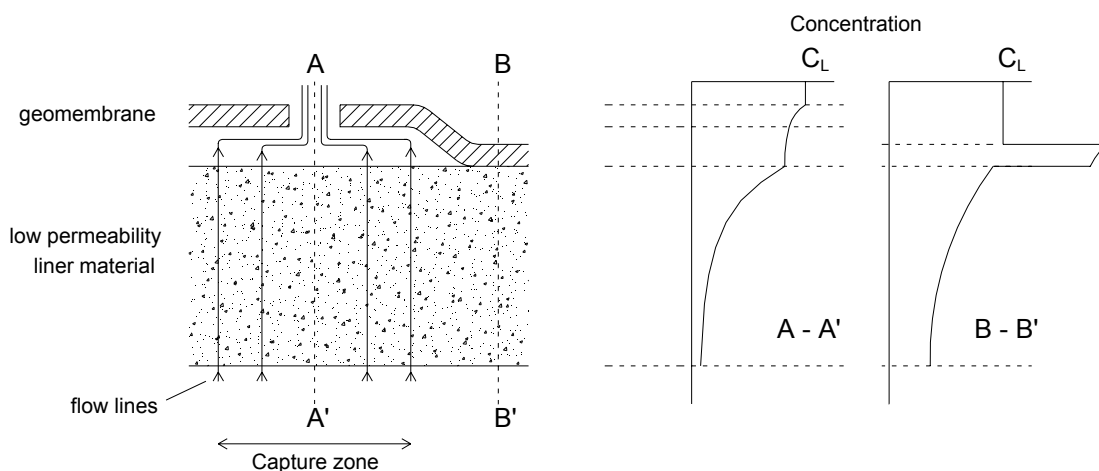 Concentration
A
B
C_L
C_L
geomembrane
low permeability
liner material
A - A'
B - B'
flow lines
A'
B'
Capture zone